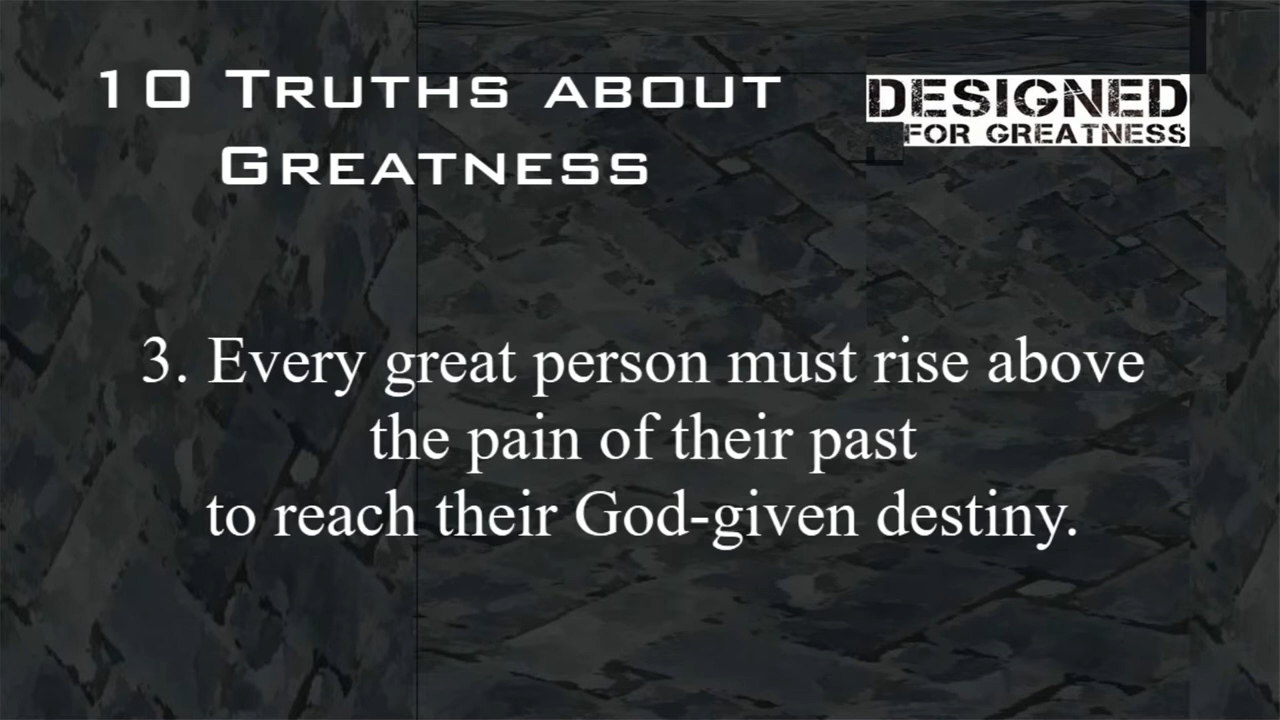 10 Truths about
Greatness
DESIGNED
FOR GREATNESS
3. Every great person must rise above
the pain of their past
to reach their God-given destiny.